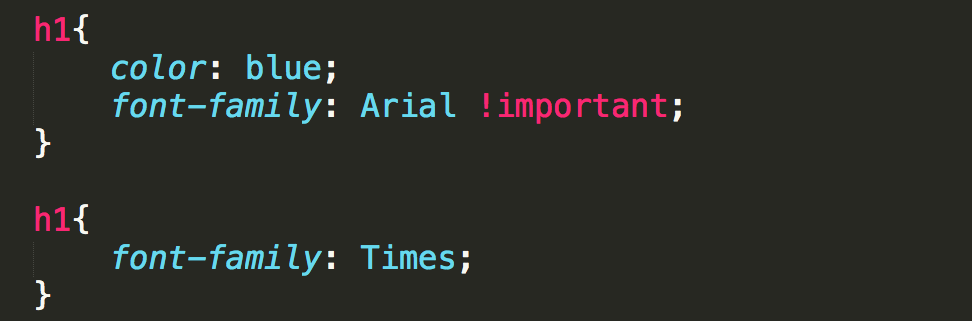 h1{
color: blue;
font-family: Arial !important;
}
h1{
font-family: Times;
}